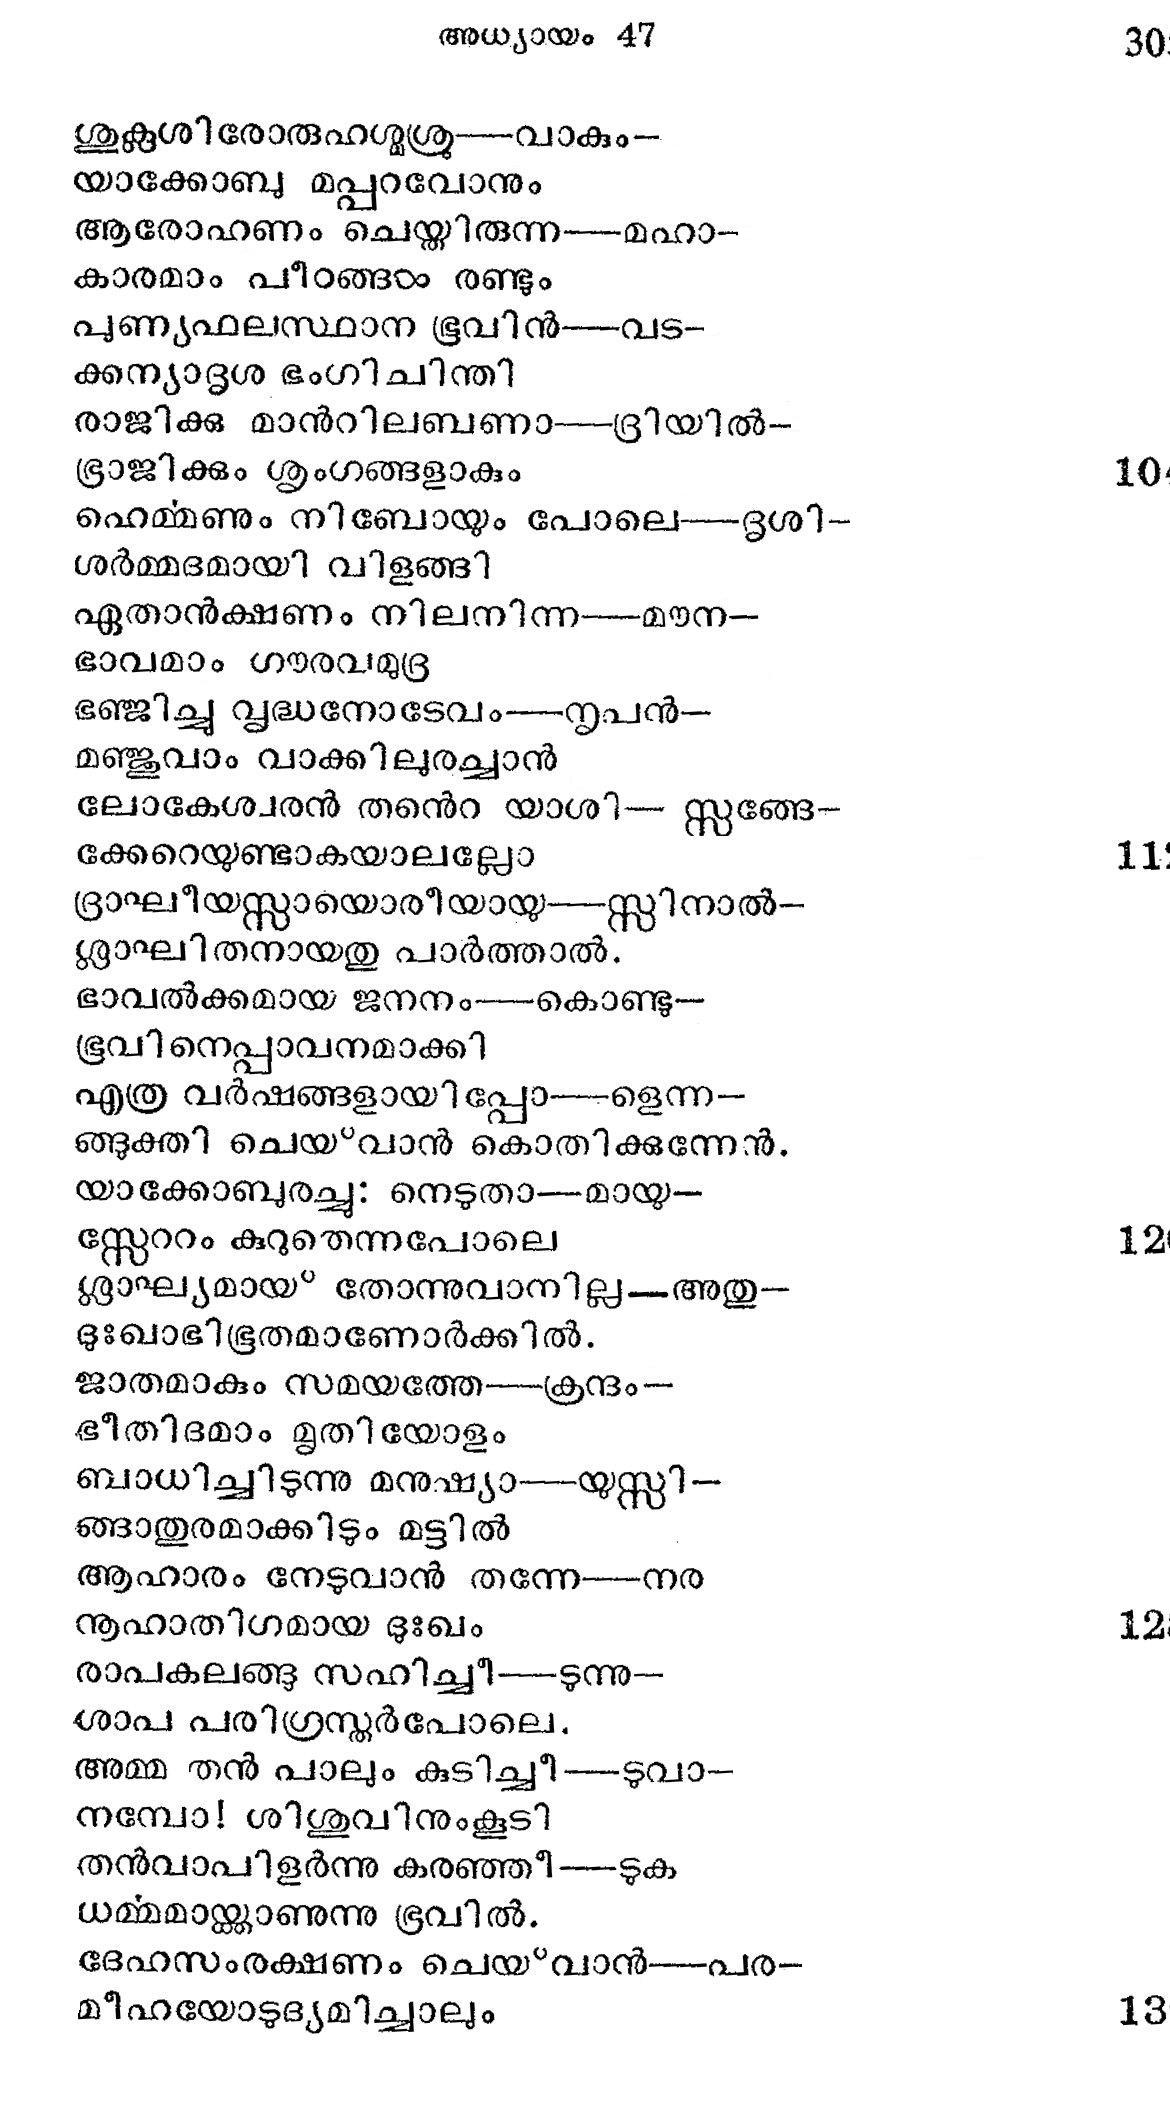 അധ്യായം 47
30
ശുക്ലശിരോരുഹശ്മശ്രു——വാകും—
യാക്കോബു മപ്പറവോനും
ആരോഹണം ചെയ്തിരുന്ന——മഹാ—
കാരമാം പീഠങ്ങൾ രണ്ടും
പുണ്യഫലസ്ഥാന ഭൂവിൻ——വട—
ക്കന്യാദൃശ ഭംഗിചിന്തി
രാജിക്കു മാൻറിലബണാ——ദ്രിയിൽ—
ഭ്രാജിക്കും ശൃംഗങ്ങളാകും
104
ഹെൎമ്മണും നിബോയും പോലെ——ദൃശി—
ശർമ്മദമായി വിളങ്ങി
ഏതാൻക്ഷണം നിലനിന്ന——മൗന—
ഭാവമാം ഗൗരവമുദ്ര
ഭഞ്ജിച്ചു വൃദ്ധനോടേവം——നൃപൻ—
മഞ്ജുവാം വാക്കിലുരച്ചാൻ
ലോകേശ്വരൻ തൻെറ യാശി— സ്സങ്ങേ—
ക്കേറെയുണ്ടാകയാലല്ലോ
112
ദ്രാഘീയസ്സായൊരീയായു——സ്സിനാൽ—
ശ്ലാഘിതനായതു പാർത്താൽ.
ഭാവൽക്കമായ ജനനം——കൊണ്ടു—
ഭൂവിനെപ്പാവനമാക്കി
എത്ര വർഷങ്ങളായിപ്പോ——ളെന്ന—
ങ്ങുക്തി ചെയ്‌വാൻ കൊതിക്കുന്നേൻ.
യാക്കോബുരച്ചു: നെടുതാ—മായു—
സ്സേററം കുറുതെന്നപോലെ
120
ശ്ലാഘ്യമായ് തോന്നുവാനില്ല—അതു—
ദുഃഖാഭിഭൂതമാണോർക്കിൽ.
ജാതമാകും സമയത്തേ——ക്രന്ദം—
ഭീതിദമാം മൃതിയോളം
ബാധിച്ചിടുന്നു മനുഷ്യാ——യുസ്സി—
ങ്ങാതുരമാക്കിടും മട്ടിൽ
ആഹാരം നേടുവാൻ തന്നേ——നര
നൂഹാതിഗമായ ദുഃഖം
128
രാപകലങ്ങു സഹിച്ചീ——ടുന്നു—
ശാപ പരിഗ്രസ്തർപോലെ.
അമ്മ തൻ പാലും കുടിച്ചീ——ടുവാ—
നമ്പോ! ശിശുവിനുംകൂടി
തൻവാപിളർന്നു കരഞ്ഞീ——ടുക
ധൎമ്മമായ്ക്കാണുന്നു ഭൂവിൽ.
ദേഹസംരക്ഷണം ചെയ്‌വാൻ——പര—
മീഹയോടുദ്യമിച്ചാലും
13